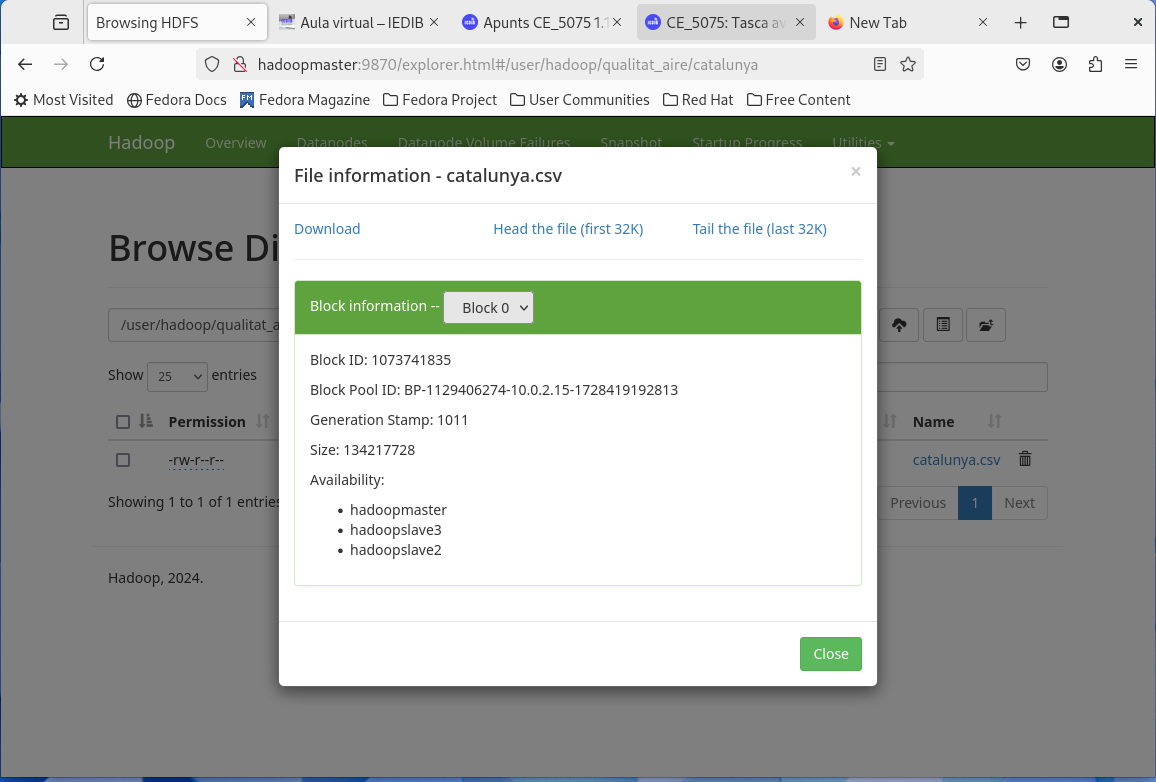 Browsing HDFS
Aula virtual – IEDIB
Apunts CE_5075 1.1
CE_5075: Tasca av
New Tab
hadoopmaster:9870/explorer.html#/user/hadoop/qualitat_aire/catalunya
Most Visited Fedora Docs Fedora Magazine Fedora Project User Communities Red Hat Free Content
Hadoop Overview Datanodes Datanode Volume Failures Snapshot Startup Progress Utilities
File information - catalunya.csv ×
Download Head the file (first 32K) Tail the file (last 32K)
Browse Di
Block information -- Block 0
/user/hadoop/qualitat_a
Block ID: 1073741835
Show 25 entries
Block Pool ID: BP-1129406274-10.0.2.15-1728419192813
Permission Name
Generation Stamp: 1011
Size: 134217728
-rw-r--r-- catalunya.csv
Availability:
Showing 1 to 1 of 1 entries Previous 1 Next
• hadoopmaster
• hadoopslave3
• hadoopslave2
Hadoop, 2024.
Close